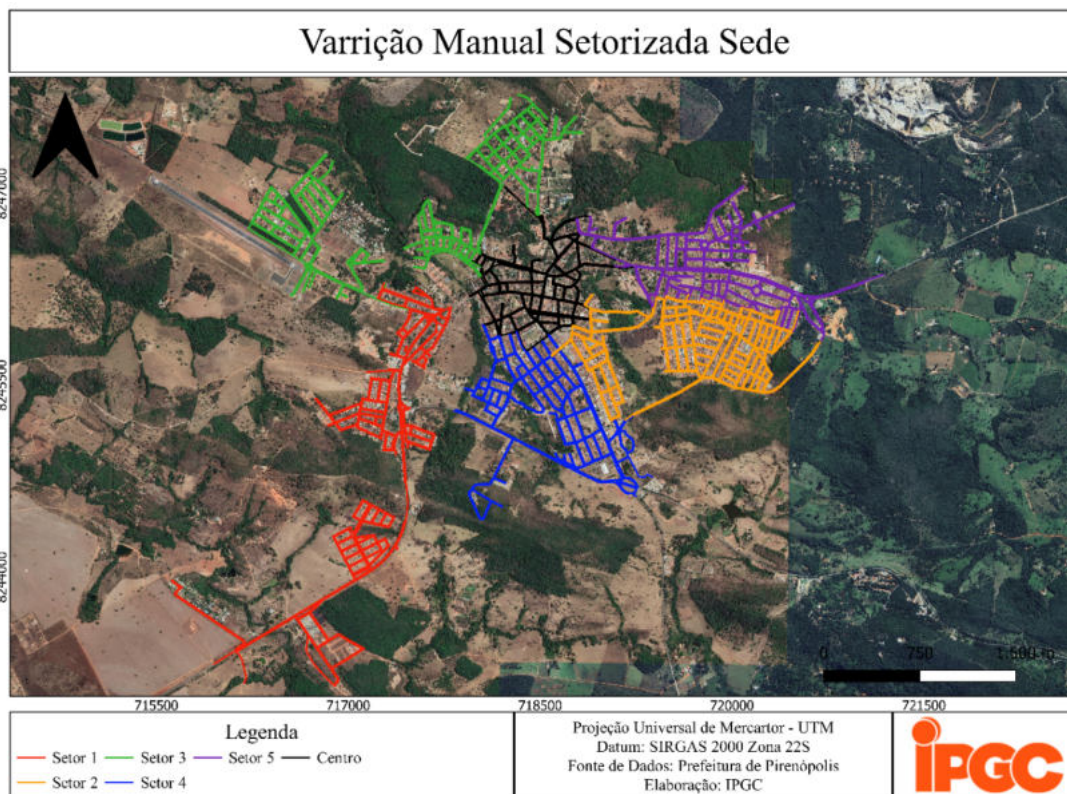 Varrição Manual Setorizada Sede
8247000
8245500
8244000
0 750 1.500 m
715500 717000 718500 720000 721500
Legenda
Setor 1 Setor 3 Setor 5 Centro
Setor 2 Setor 4
Projeção Universal de Mercartor - UTM
Datum: SIRGAS 2000 Zona 22S
Fonte de Dados: Prefeitura de Pirenópolis
Elaboração: IPGC
iPGC